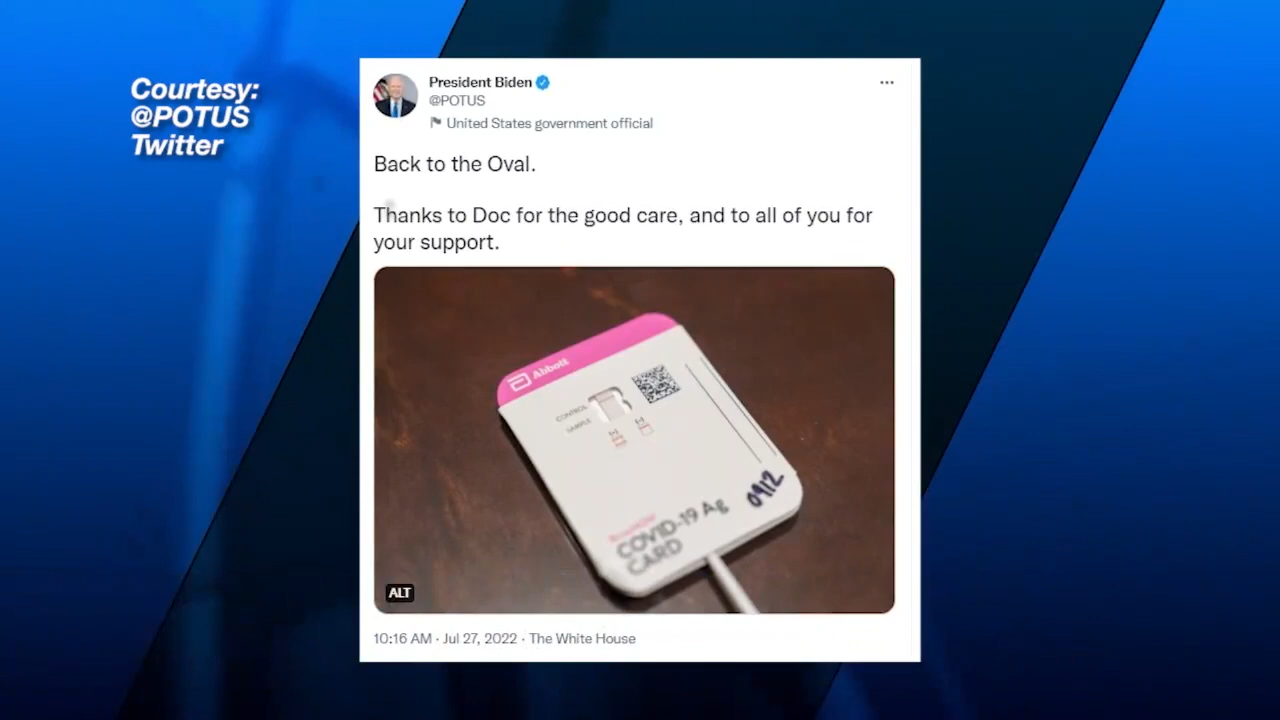 Courtesy:
@POTUS
Twitter
President Biden
@POTUS
United States government official
Back to the Oval.
Thanks to Doc for the good care, and to all of you for
your support.
Abbott
CONTROL
SAMPLE
0912
COVID-19 Ag
CARD
ALT
10:16 AM · Jul 27, 2022 · The White House